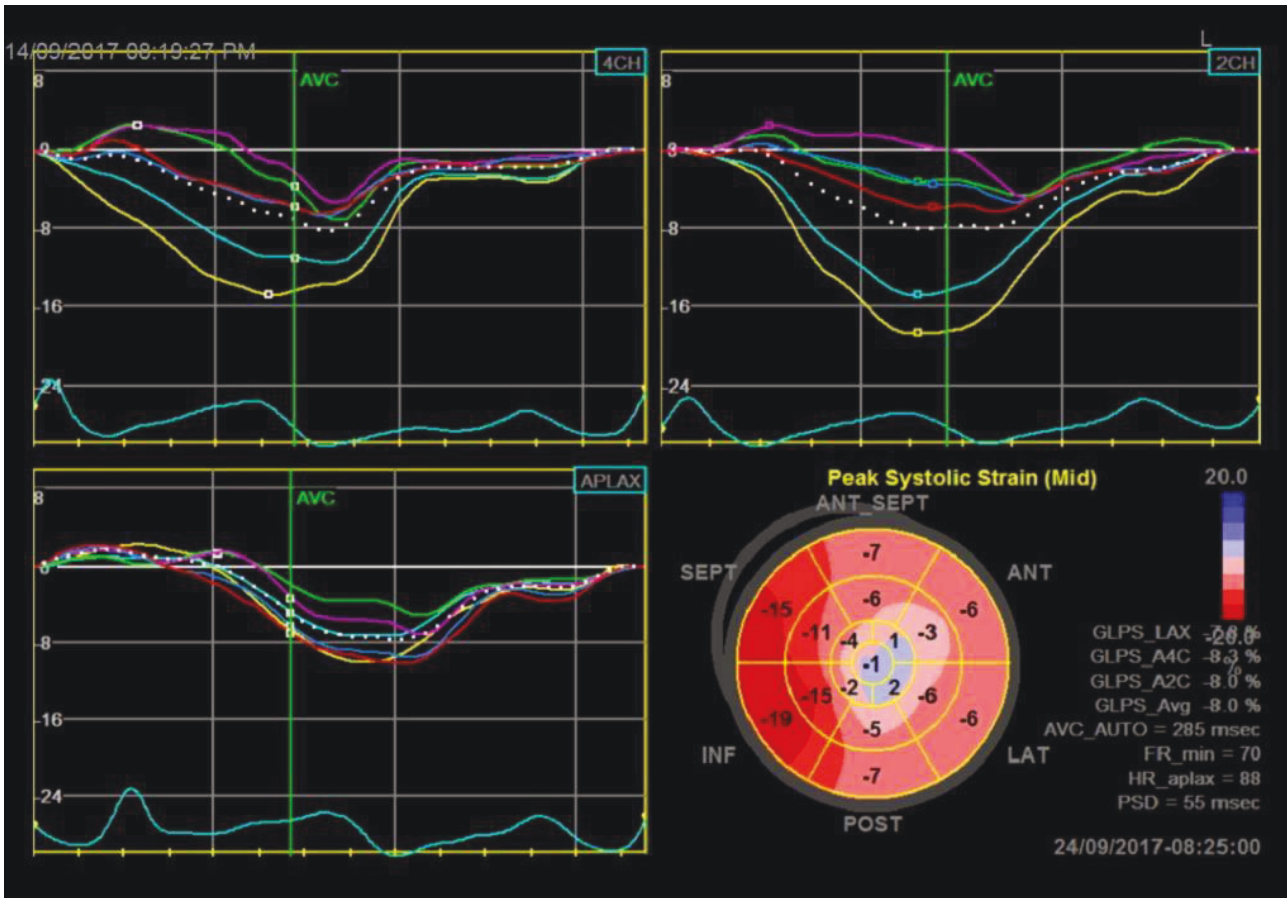 14/09/2017 08:19:27 PM
L
4CH
AVC
8
-8
-16
-24
2CH
AVC
-8
-16
-24
APLAX
AVC
8
-8
-16
-24
Peak Systolic Strain (Mid)
20.0
-20.0
%
ANT_SEPT
SEPT
ANT
INF
LAT
POST
-7
-15
-6
-6
-11
-3
-4
1
-1
-2
2
-15
-6
-19
-5
-6
-7
GLPS_LAX
GLPS_A4C -8.3 %
GLPS_A2C -8.0 %
GLPS_Avg -8.0 %
AVC_AUTO = 285 msec
FR_min = 70
HR_aplax = 88
PSD = 55 msec
24/09/2017-08:25:00